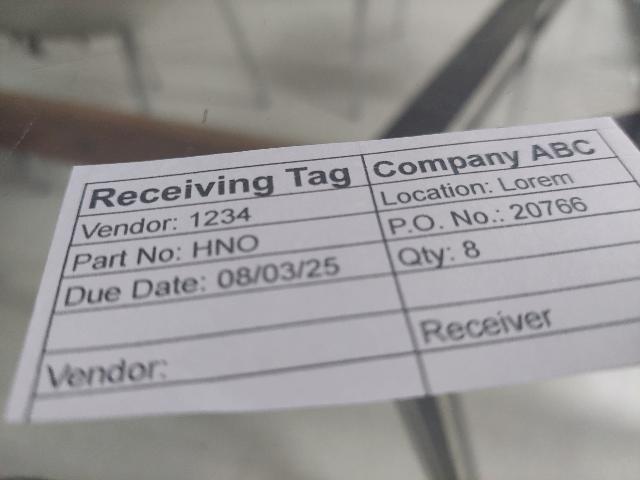 Receiving Tag
Company ABC
Vendor: 1234
Location: Lorem
Part No: HNO
P.O. No.: 20766
Due Date: 08/03/25
Qty: 8
Vendor:
Receiver